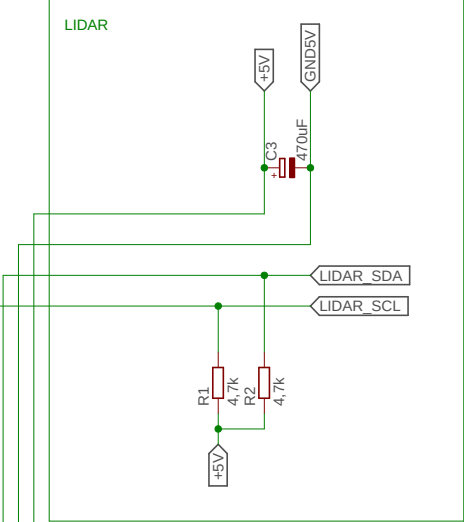 LIDAR
+5V
GND5V
C3
470uF
+
LIDAR_SDA
LIDAR_SCL
R1
4,7k
R2
4,7k
+5V